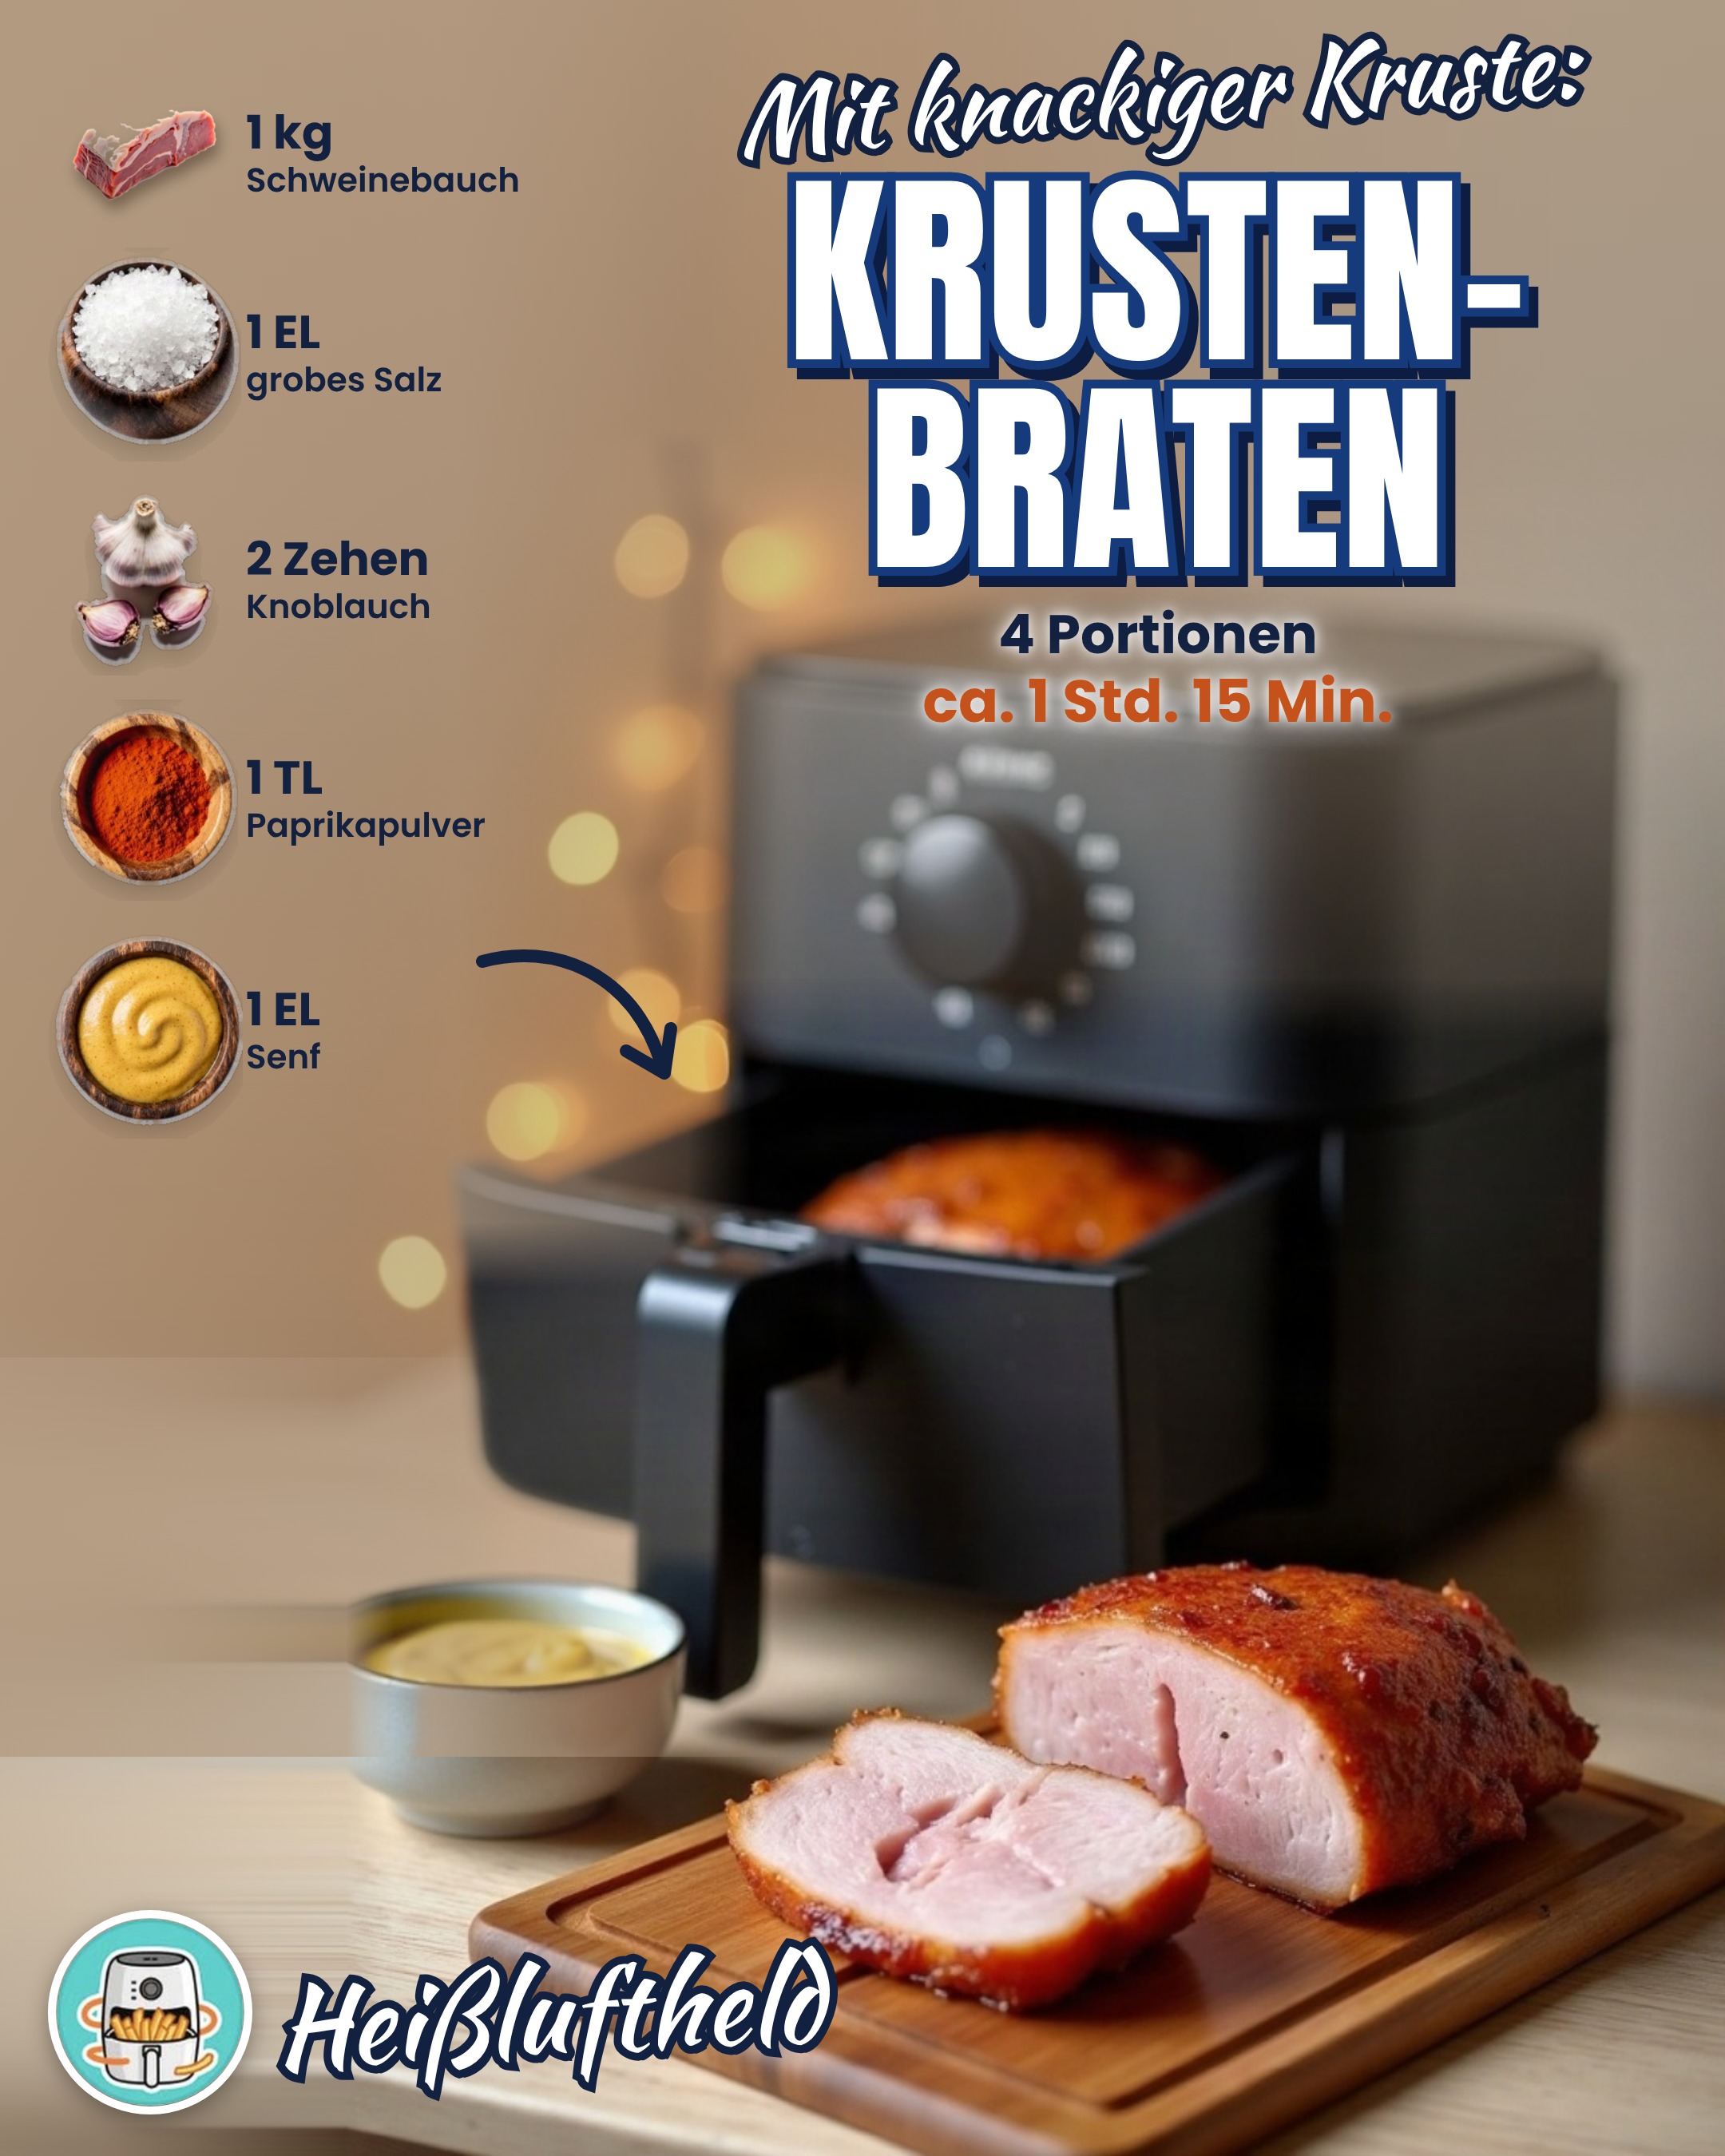 Mit knackiger Kruste:
KRUSTEN-
BRATEN
4 Portionen
ca. 1 Std. 15 Min.
1 kg
Schweinebauch
1 EL
grobes Salz
2 Zehen
Knoblauch
1 TL
Paprikapulver
1 EL
Senf
Heißluftheld